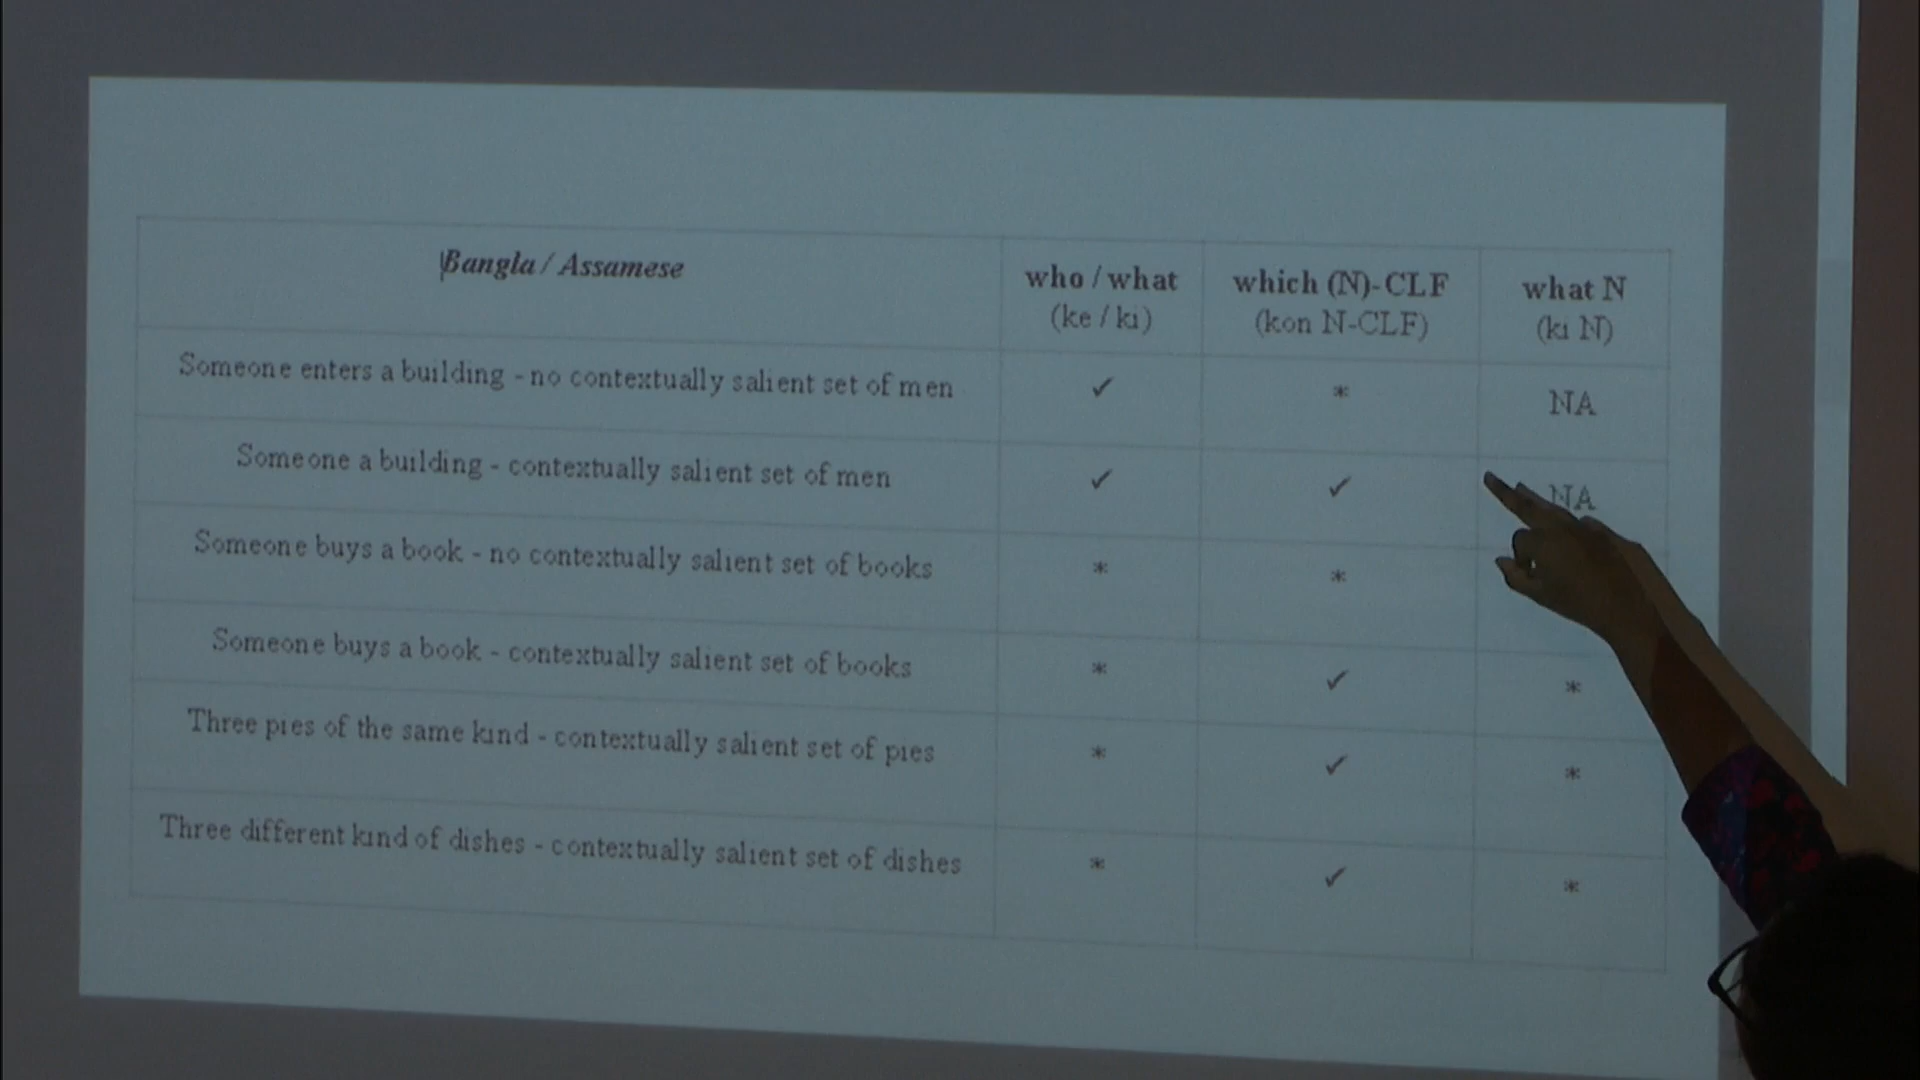 Bangla / Assamese
who / what
(ke / ki)
which (N)-CLF
(kon N-CLF)
what N
(ki N)
Someone enters a building - no contextually salient set of men ✓ * NA
Someone a building - contextually salient set of men ✓ ✓ NA
Someone buys a book - no contextually salient set of books * *
Someone buys a book - contextually salient set of books * ✓ *
Three pies of the same kind - contextually salient set of pies * ✓ *
Three different kind of dishes - contextually salient set of dishes * ✓ *